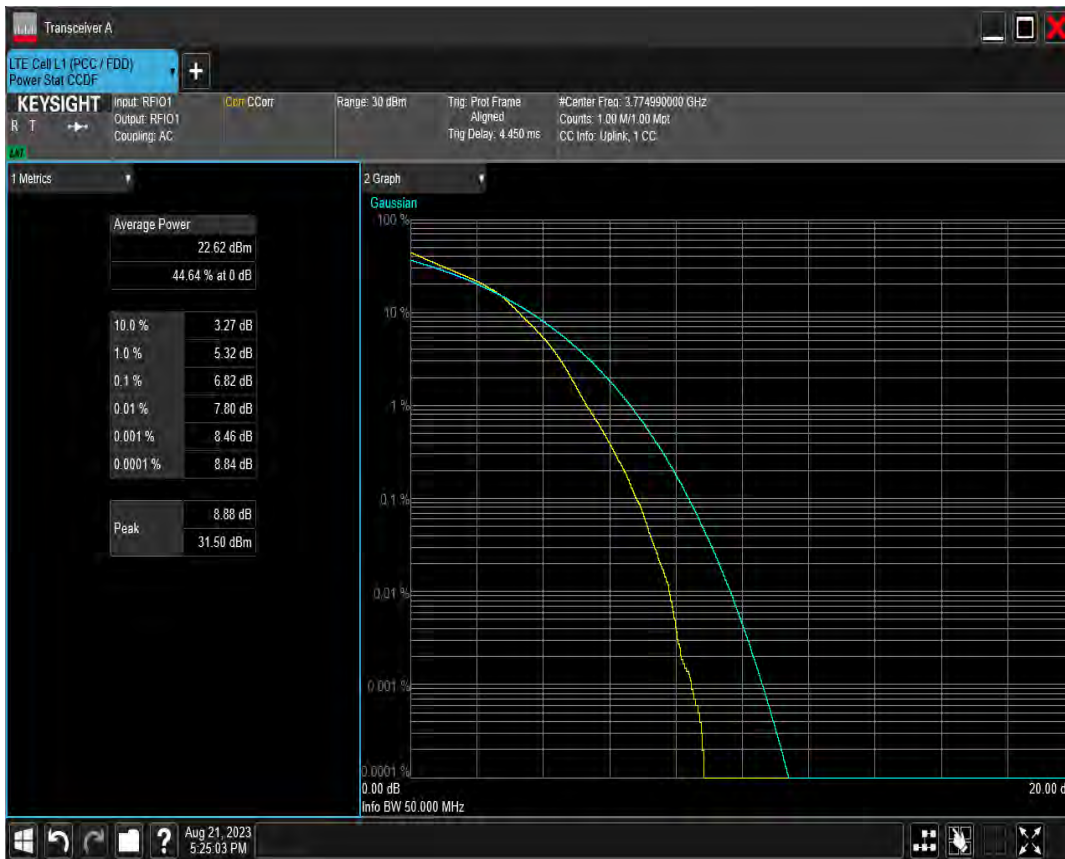 Transceiver A
LTE Cell L1 (PCC / FDD)
Power Stat CCDF
+
KEYSIGHT
R T
LXI
Input: RFIO1
Output: RFIO1
Coupling: AC
Corr CCorr
Range: 30 dBm
Trig: Prot Frame
Aligned
Trig Delay: 4.450 ms
#Center Freq: 3.774990000 GHz
Counts: 1.00 M/1.00 Mpt
CC Info: Uplink, 1 CC
1 Metrics
Average Power
22.62 dBm
44.64 % at 0 dB
10.0 % 3.27 dB
1.0 % 5.32 dB
0.1 % 6.82 dB
0.01 % 7.80 dB
0.001 % 8.46 dB
0.0001 % 8.84 dB
Peak
8.88 dB
31.50 dBm
2 Graph
Gaussian
100 %
10 %
1 %
0.1 %
0.01 %
0.001 %
0.0001 %
0.00 dB
20.00 d
Info BW 50.000 MHz
?
Aug 21, 2023
5:25:03 PM